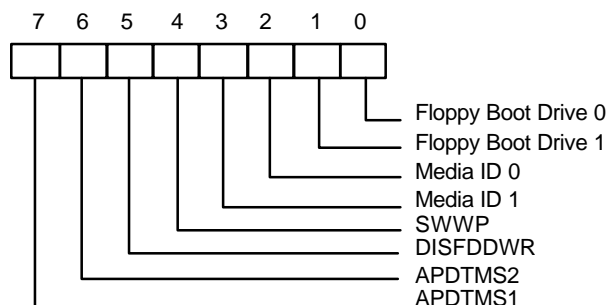 7 6 5 4 3 2 1 0
Floppy Boot Drive 0
Floppy Boot Drive 1
Media ID 0
Media ID 1
SWWP
DISFDDWR
APDTMS2
APDTMS1